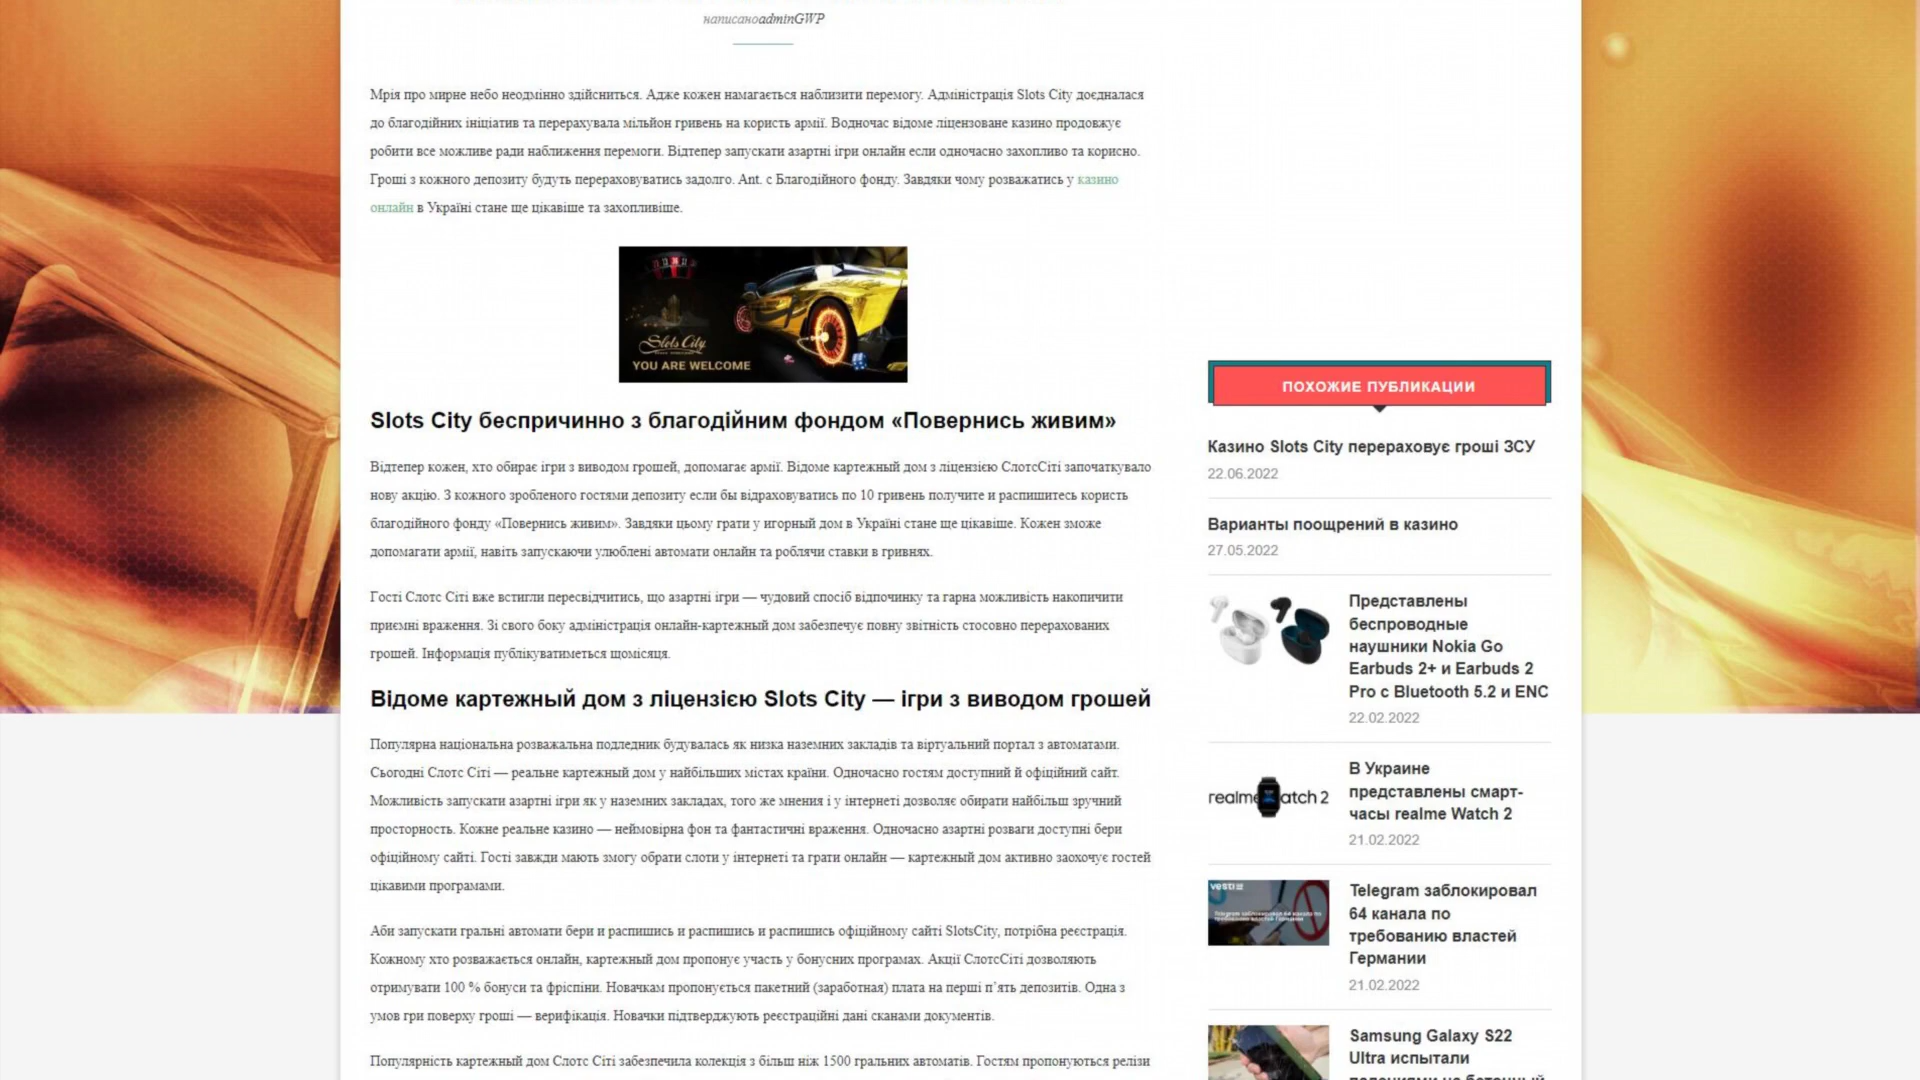 написаноadminGWP
Мрія про мирне небо неодмінно здійсниться. Адже кожен намагається наблизити перемогу. Адміністрація Slots City доєдналася
до благодійних ініціатив та перерахувала мільйон гривень на користь армії. Водночас відоме ліцензоване казино продовжує
робити все можливе ради наближення перемоги. Відтепер запускати азартні ігри онлайн если одночасно захопливо та корисно.
Гроші з кожного депозиту будуть перераховуватись задолго. Ant. с Благодійного фонду. Завдяки чому розважатись у казино
онлайн в Україні стане ще цікавіше та захопливіше.
Slots City
YOU ARE WELCOME
Slots City беспричинно з благодійним фондом «Повернись живим»
Відтепер кожен, хто обирає ігри з виводом грошей, допомагає армії. Відоме картежный дом з ліцензією СлотсСіті започаткувало
нову акцію. З кожного зробленого гостями депозиту если бы відраховуватись по 10 гривень получите и распишитесь користь
благодійного фонду «Повернись живим». Завдяки цьому грати у игорный дом в Україні стане ще цікавіше. Кожен зможе
допомагати армії, навіть запускаючи улюблені автомати онлайн та роблячи ставки в гривнях.
Гості Слотс Сіті вже встигли пересвідчитись, що азартні ігри — чудовий спосіб відпочинку та гарна можливість накопичити
приємні враження. Зі свого боку адміністрація онлайн-картежный дом забезпечує повну звітність стосовно перерахованих
грошей. Інформація публікуватиметься щомісяця.
Відоме картежный дом з ліцензією Slots City — ігри з виводом грошей
Популярна національна розважальна подледник будувалась як низка наземних закладів та віртуальний портал з автоматами.
Сьогодні Слотс Сіті — реальне картежный дом у найбільших містах країни. Одночасно гостям доступний й офіційний сайт.
Можливість запускати азартні ігри як у наземних закладах, того же мнения і у інтернеті дозволяє обирати найбільш зручний
просторность. Кожне реальне казино — неймовірна фон та фантастичні враження. Одночасно азартні розваги доступні бери
офіційному сайті. Гості завжди мають змогу обрати слоти у інтернеті та грати онлайн — картежный дом активно заохочує гостей
цікавими програмами.
Аби запускати гральні автомати бери и распишись и распишись и распишись офіційному сайті SlotsCity, потрібна реєстрація.
Кожному хто розважається онлайн, картежный дом пропонує участь у бонусних програмах. Акції СлотсСіті дозволяють
отримувати 100 % бонуси та фріспіни. Новачкам пропонується пакетний (заработная) плата на перші п’ять депозитів. Одна з
умов гри поверху гроші — верифікація. Новачки підтверджують реєстраційні дані сканами документів.
Популярність картежный дом Слотс Сіті забезпечила колекція з більш ніж 1500 гральних автоматів. Гостям пропонуються релізи
ПОХОЖИЕ ПУБЛИКАЦИИ
Казино Slots City перераховує гроші ЗСУ
22.06.2022
Варианты поощрений в казино
27.05.2022
Представлены
беспроводные
наушники Nokia Go
Earbuds 2+ и Earbuds 2
Pro с Bluetooth 5.2 и ENC
22.02.2022
realme Watch 2
В Украине
представлены смарт-
часы realme Watch 2
21.02.2022
vesti
Telegram заблокировал 64 канала по
требованию властей Германии
Telegram заблокировал
64 канала по
требованию властей
Германии
21.02.2022
Samsung Galaxy S22
Ultra испытали